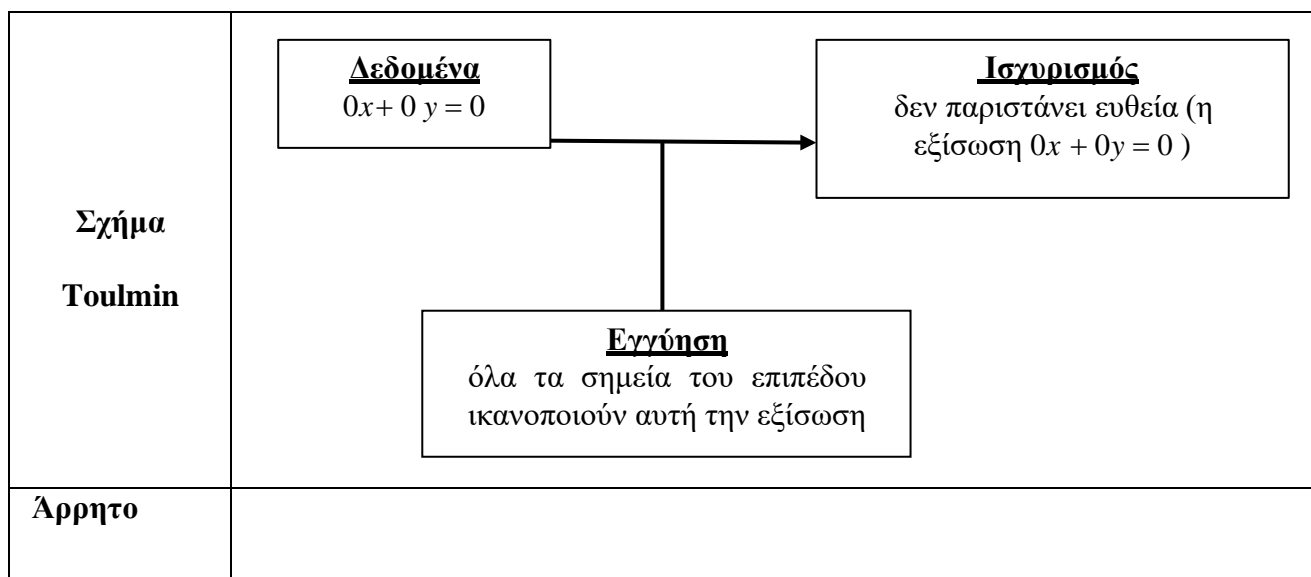 Σχήμα
Toulmin
Δεδομένα
0x+ 0 y = 0
Ισχυρισμός
δεν παριστάνει ευθεία (η
εξίσωση 0x + 0y = 0 )
Εγγύηση
όλα τα σημεία του επιπέδου
ικανοποιούν αυτή την εξίσωση
Άρρητο